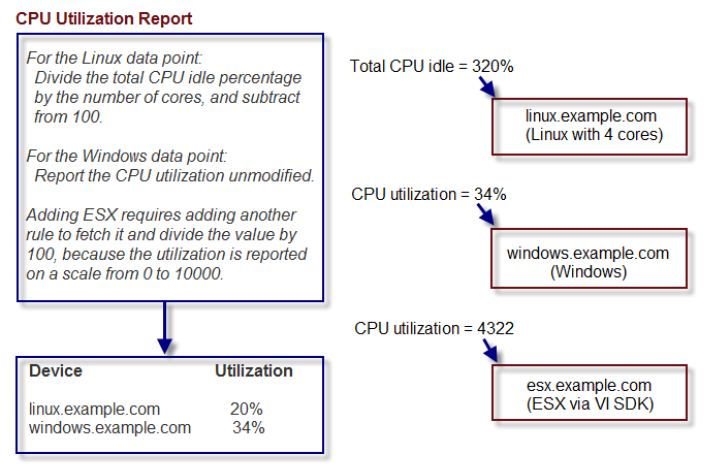 CPU Utilization Report
For the Linux data point:
Divide the total CPU idle percentage
by the number of cores, and subtract
from 100.
For the Windows data point:
Report the CPU utilization unmodified.
Adding ESX requires adding another
rule to fetch it and divide the value by
100, because the utilization is reported
on a scale from 0 to 10000.
Device Utilization
linux.example.com 20%
windows.example.com 34%
Total CPU idle = 320%
linux.example.com
(Linux with 4 cores)
CPU utilization = 34%
windows.example.com
(Windows)
CPU utilization = 4322
esx.example.com
(ESX via VI SDK)